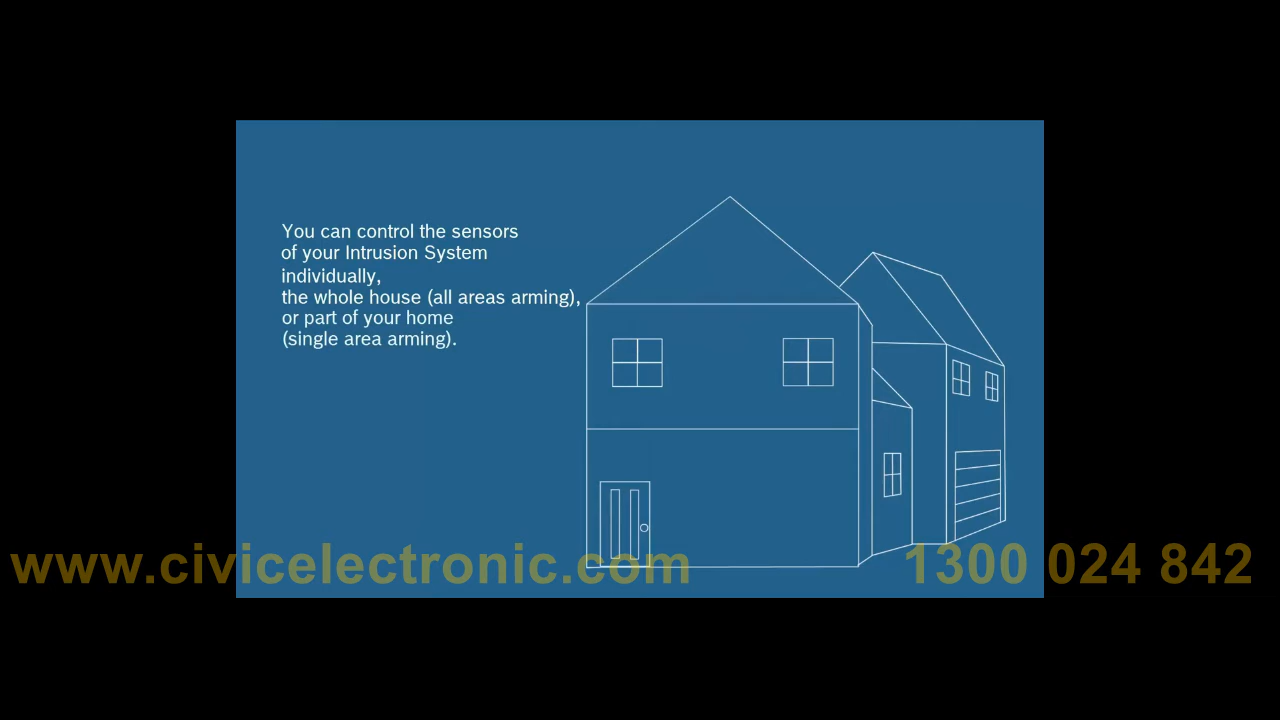 You can control the sensors
of your Intrusion System
individually,
the whole house (all areas arming),
or part of your home
(single area arming).
www.civicelectronic.com
1300 024 842